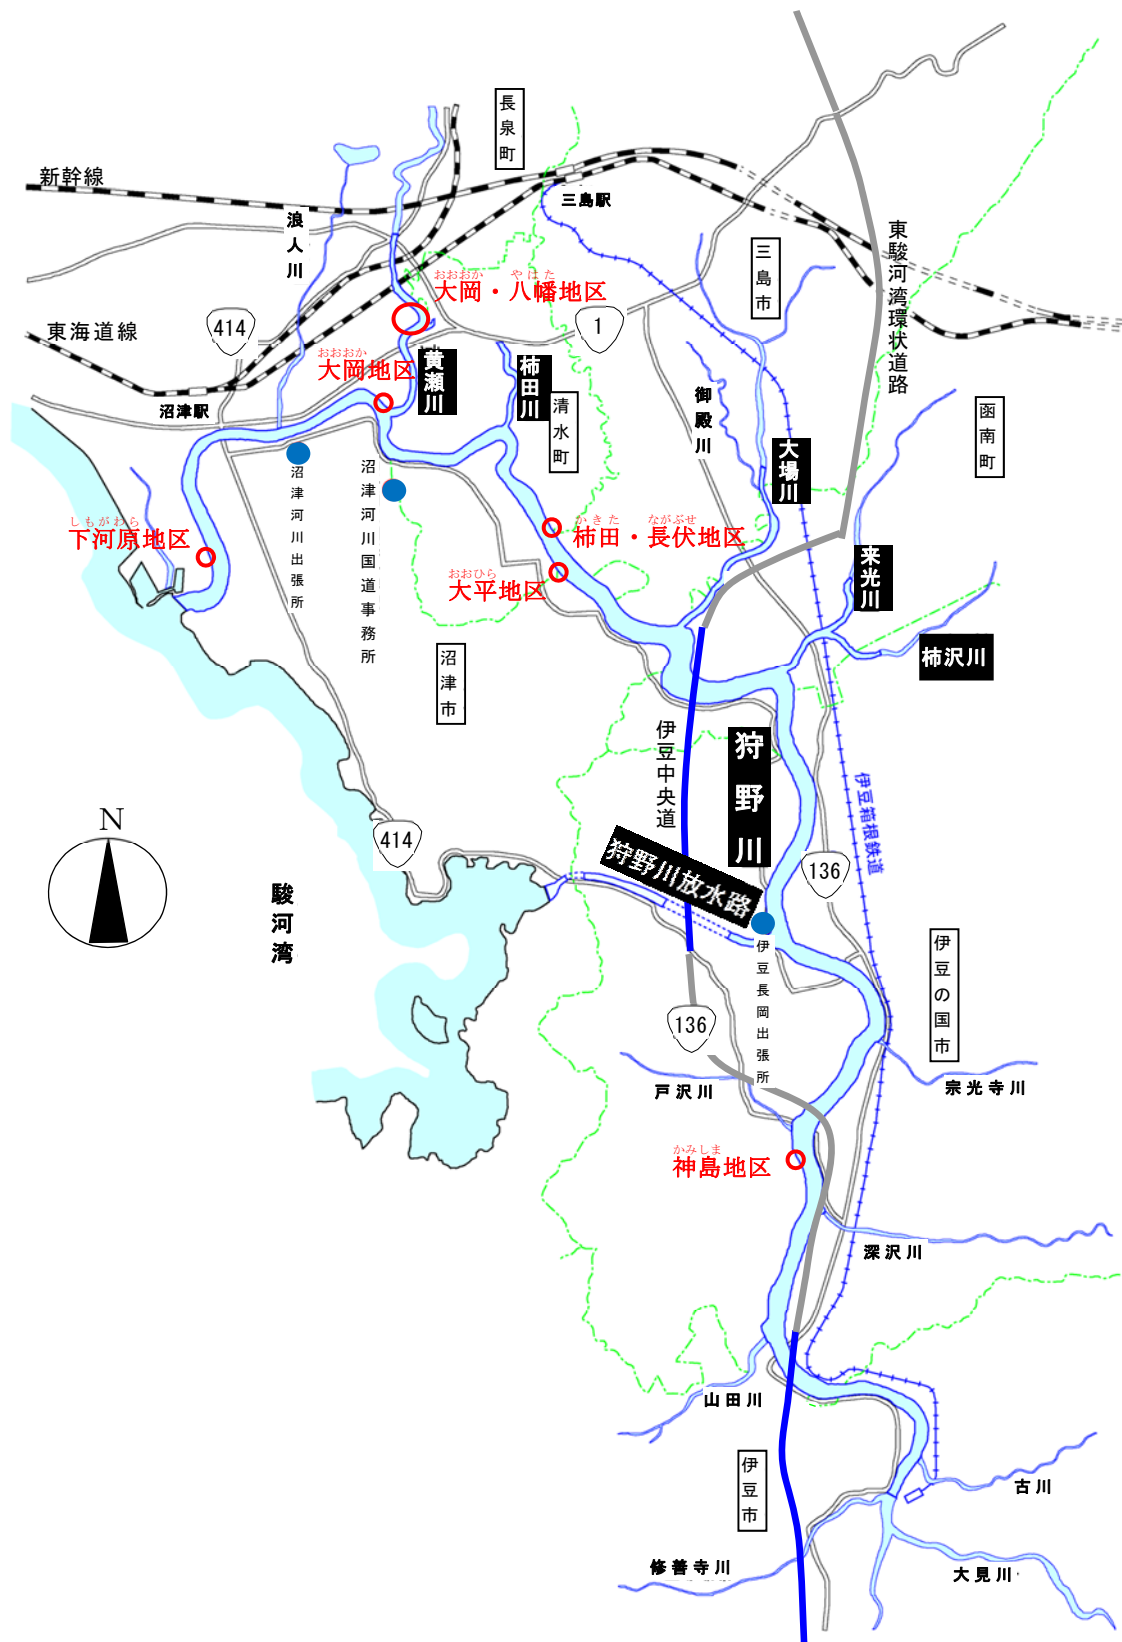 長泉町
新幹線
三島駅
浪人川
東駿河湾環状道路
三島市
おおおか やはた
大岡・八幡地区
414
1
東海道線
おおおか
大岡地区
黄瀬川
柿田川
清水町
御殿川
函南町
沼津駅
大場川
沼津河川出張所
沼津河川国道事務所
しもがわら
下河原地区
かきた ながぶせ
柿田・長伏地区
来光川
おおひら
大平地区
柿沢川
沼津市
伊豆中央道
狩野川
伊豆箱根鉄道
N
414
狩野川放水路
136
駿河湾
伊豆長岡出張所
伊豆の国市
136
戸沢川
宗光寺川
かみしま
神島地区
深沢川
山田川
伊豆市
古川
修善寺川
大見川